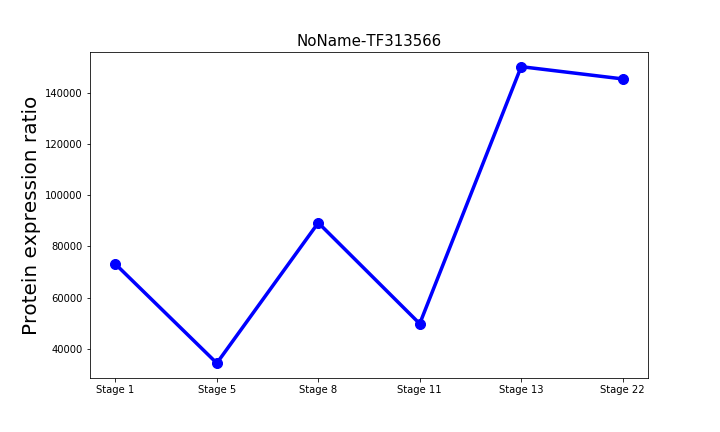 NoName-TF313566
Protein expression ratio
140000
120000
100000
80000
60000
40000
Stage 1 Stage 5 Stage 8 Stage 11 Stage 13 Stage 22